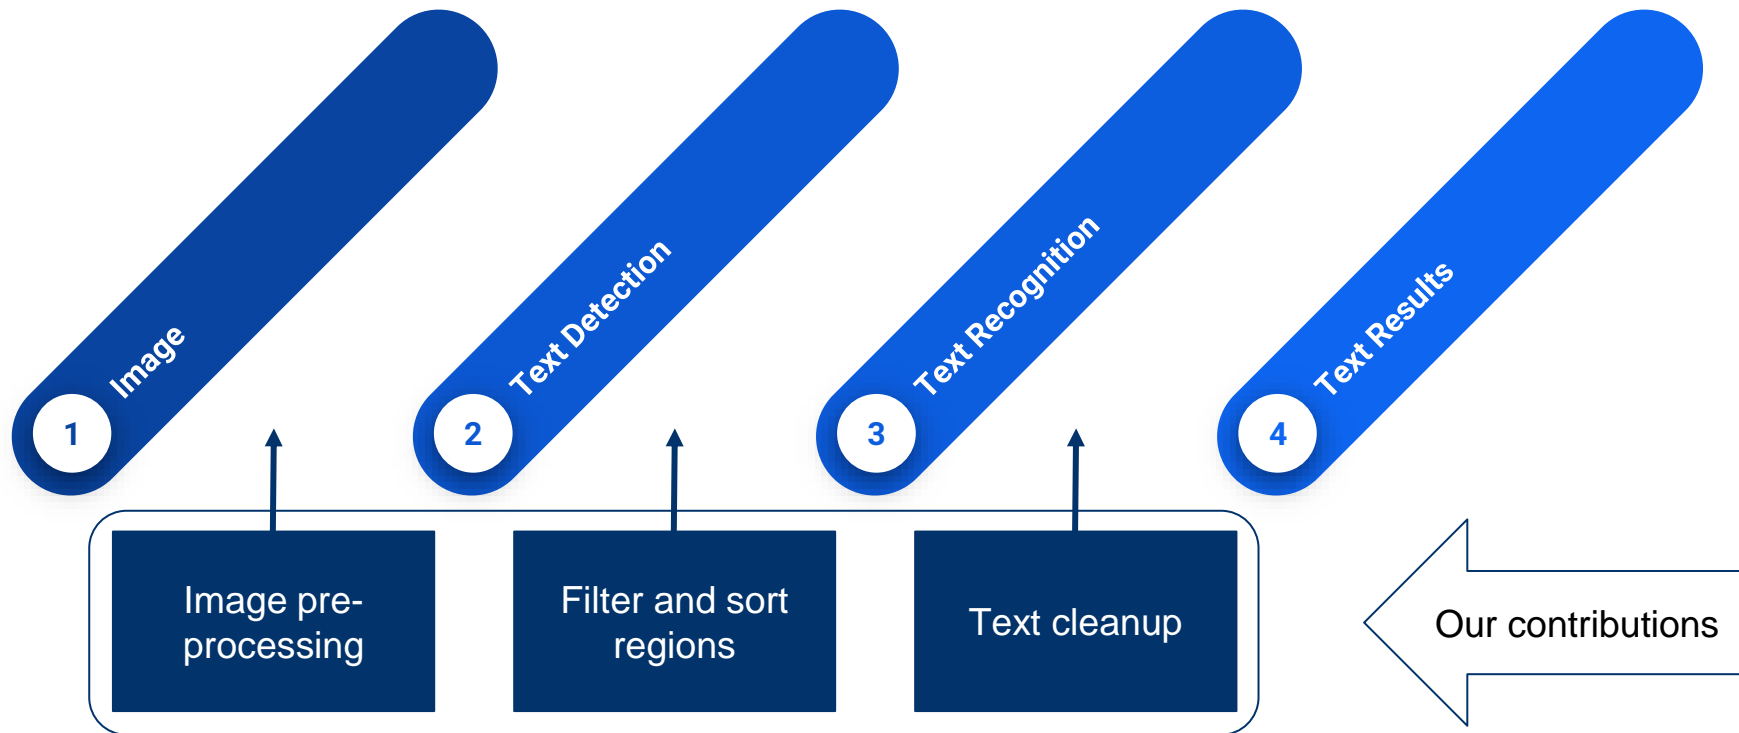 1
Image
2
Text Detection
3
Text Recognition
4
Text Results
Image pre-
processing
Filter and sort
regions
Text cleanup
Our contributions